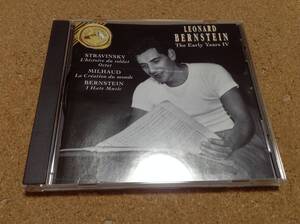 LEONARD
BERNSTEIN
The Early Years IV
STRAVINSKY
L'histoire du soldat
Octet
MILHAUD
La Création du monde
BERNSTEIN
I Hate Music